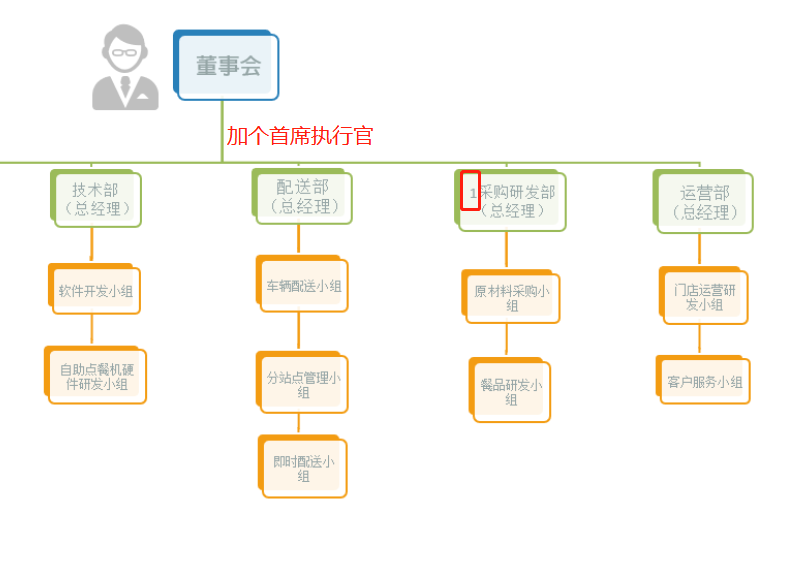 董事会
加个首席执行官
技术部
（总经理）
配送部
（总经理）
1采购研发部
（总经理）
运营部
（总经理）
软件开发小组
车辆配送小组
原材料采购小
组
门店运营研
发小组
自助点餐机硬
件研发小组
分站点管理小
组
餐品研发小
组
客户服务小组
即时配送小
组